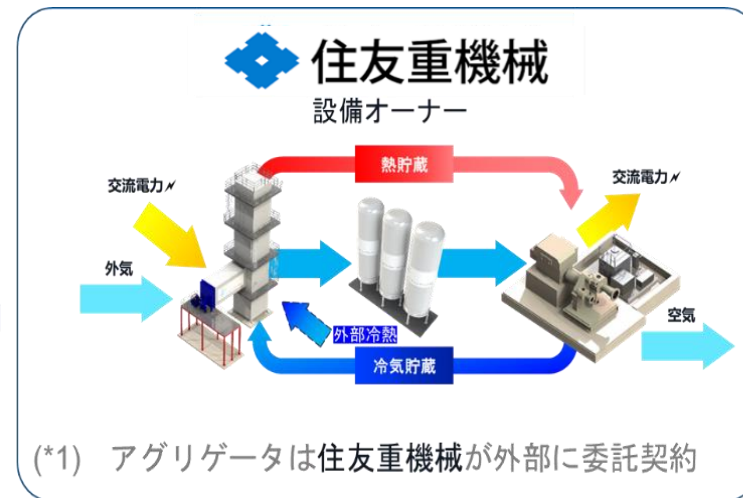 住友重機械
設備オーナー
熱貯蔵
交流電力
交流電力
外気
外部冷熱
空気
冷気貯蔵
(*1) アグリゲータは住友重機械が外部に委託契約